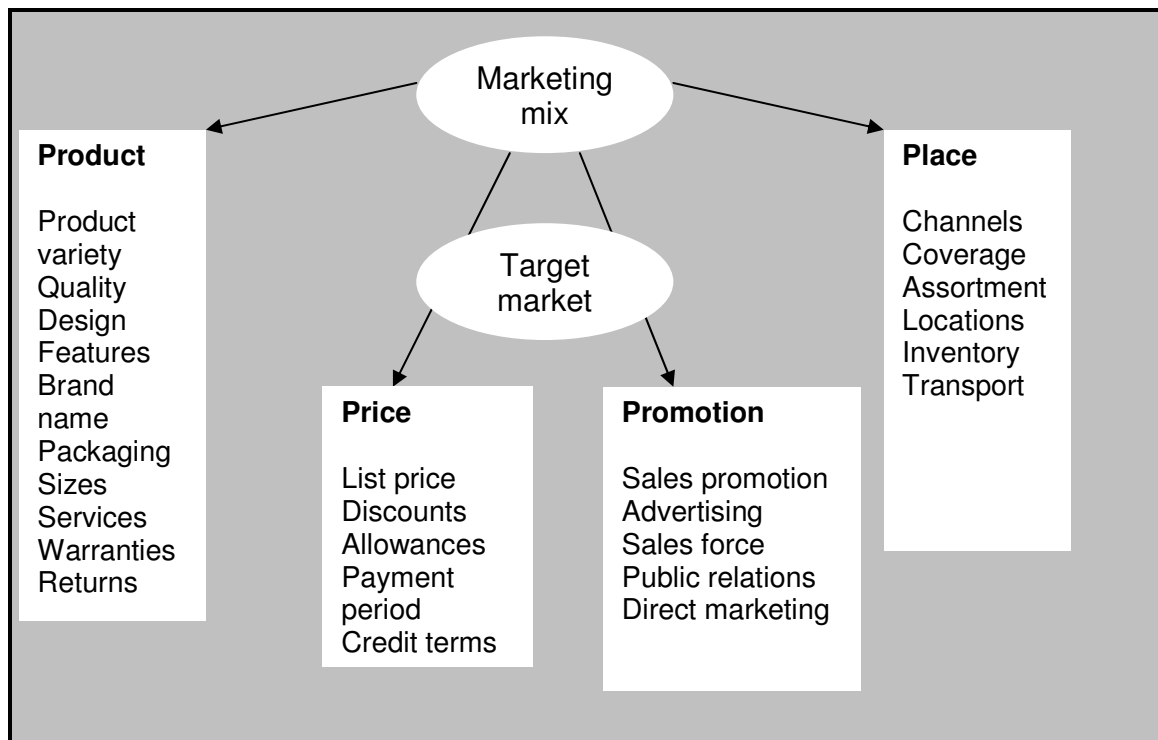 Marketing
mix
Product
Product
variety
Quality
Design
Features
Brand
name
Packaging
Sizes
Services
Warranties
Returns
Target
market
Price
List price
Discounts
Allowances
Payment
period
Credit terms
Promotion
Sales promotion
Advertising
Sales force
Public relations
Direct marketing
Place
Channels
Coverage
Assortment
Locations
Inventory
Transport